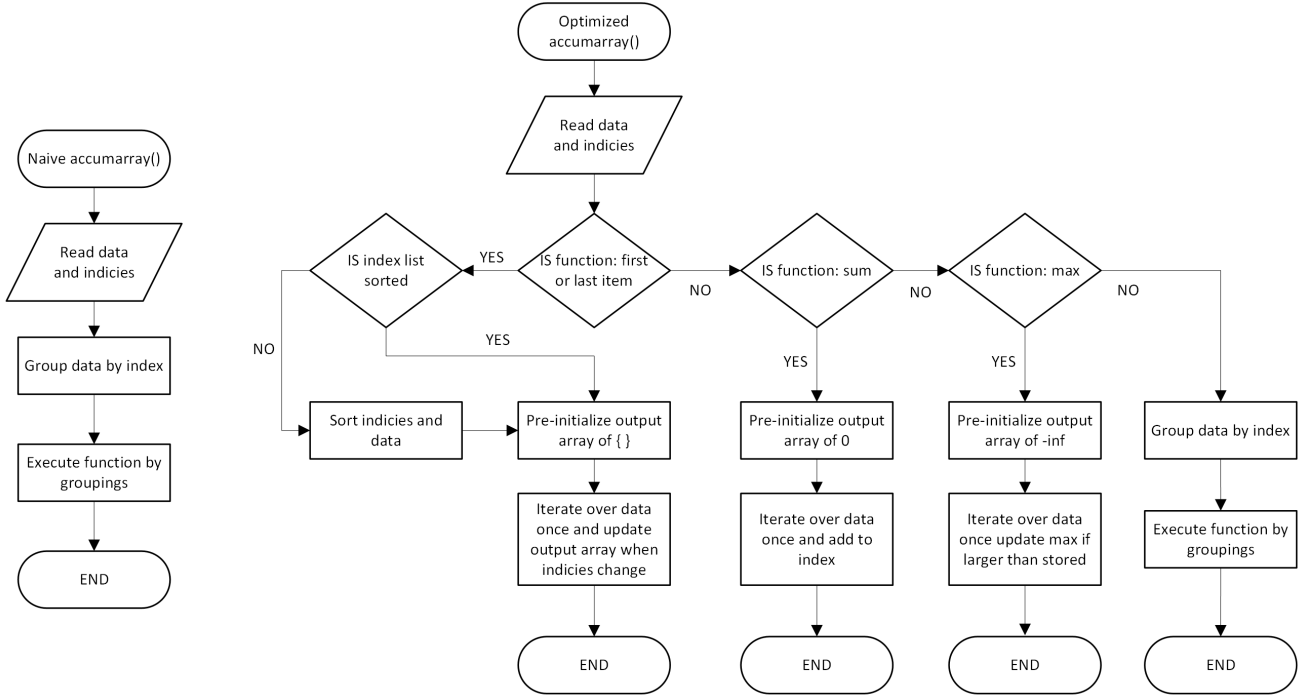 Naive accumarray()
Read data
and indicies
Group data by index
Execute function by
groupings
END
Optimized
accumarray()
Read data
and indicies
IS function: first
or last item
YES
NO
IS index list
sorted
YES
NO
Sort indicies and
data
Pre-initialize output
array of { }
Iterate over data
once and update
output array when
indicies change
END
IS function: sum
YES
NO
Pre-initialize output
array of 0
Iterate over data
once and add to
index
END
IS function: max
YES
NO
Pre-initialize output
array of -inf
Iterate over data
once update max if
larger than stored
END
Group data by index
Execute function by
groupings
END